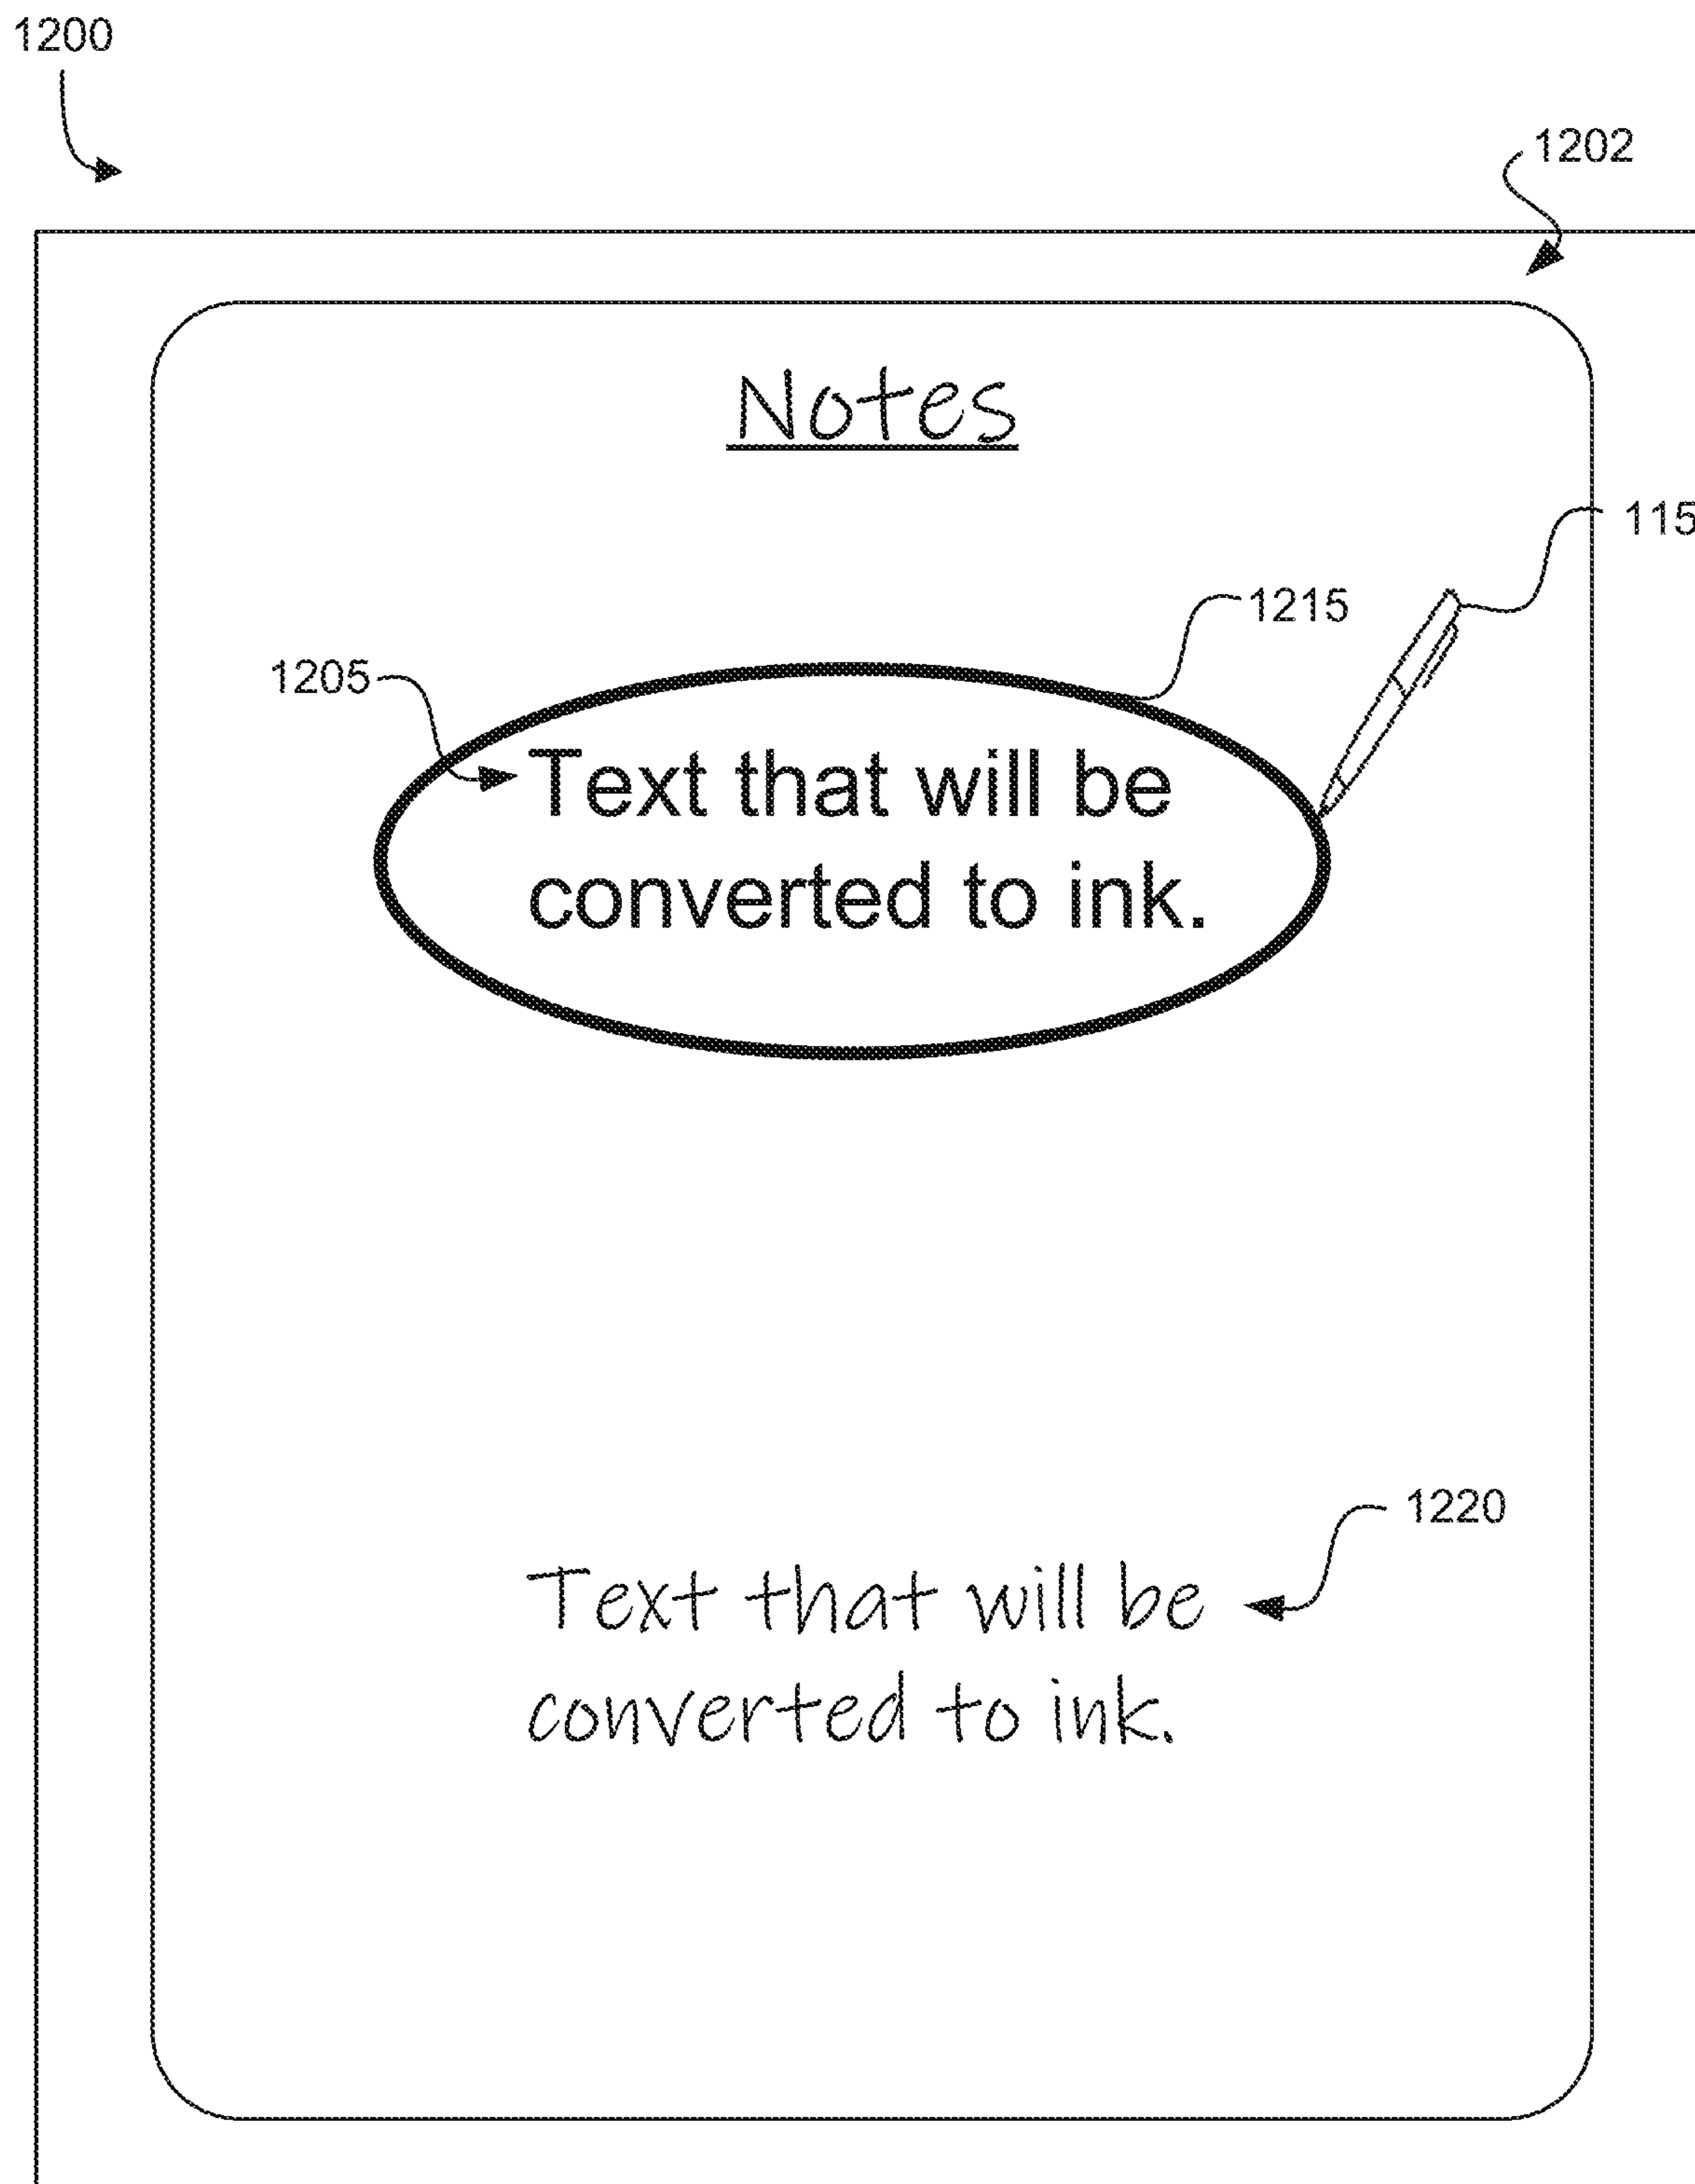 1200
1202
Notes
115
1215
1205
Text that will be
converted to ink.
1220
Text that will be
converted to ink.